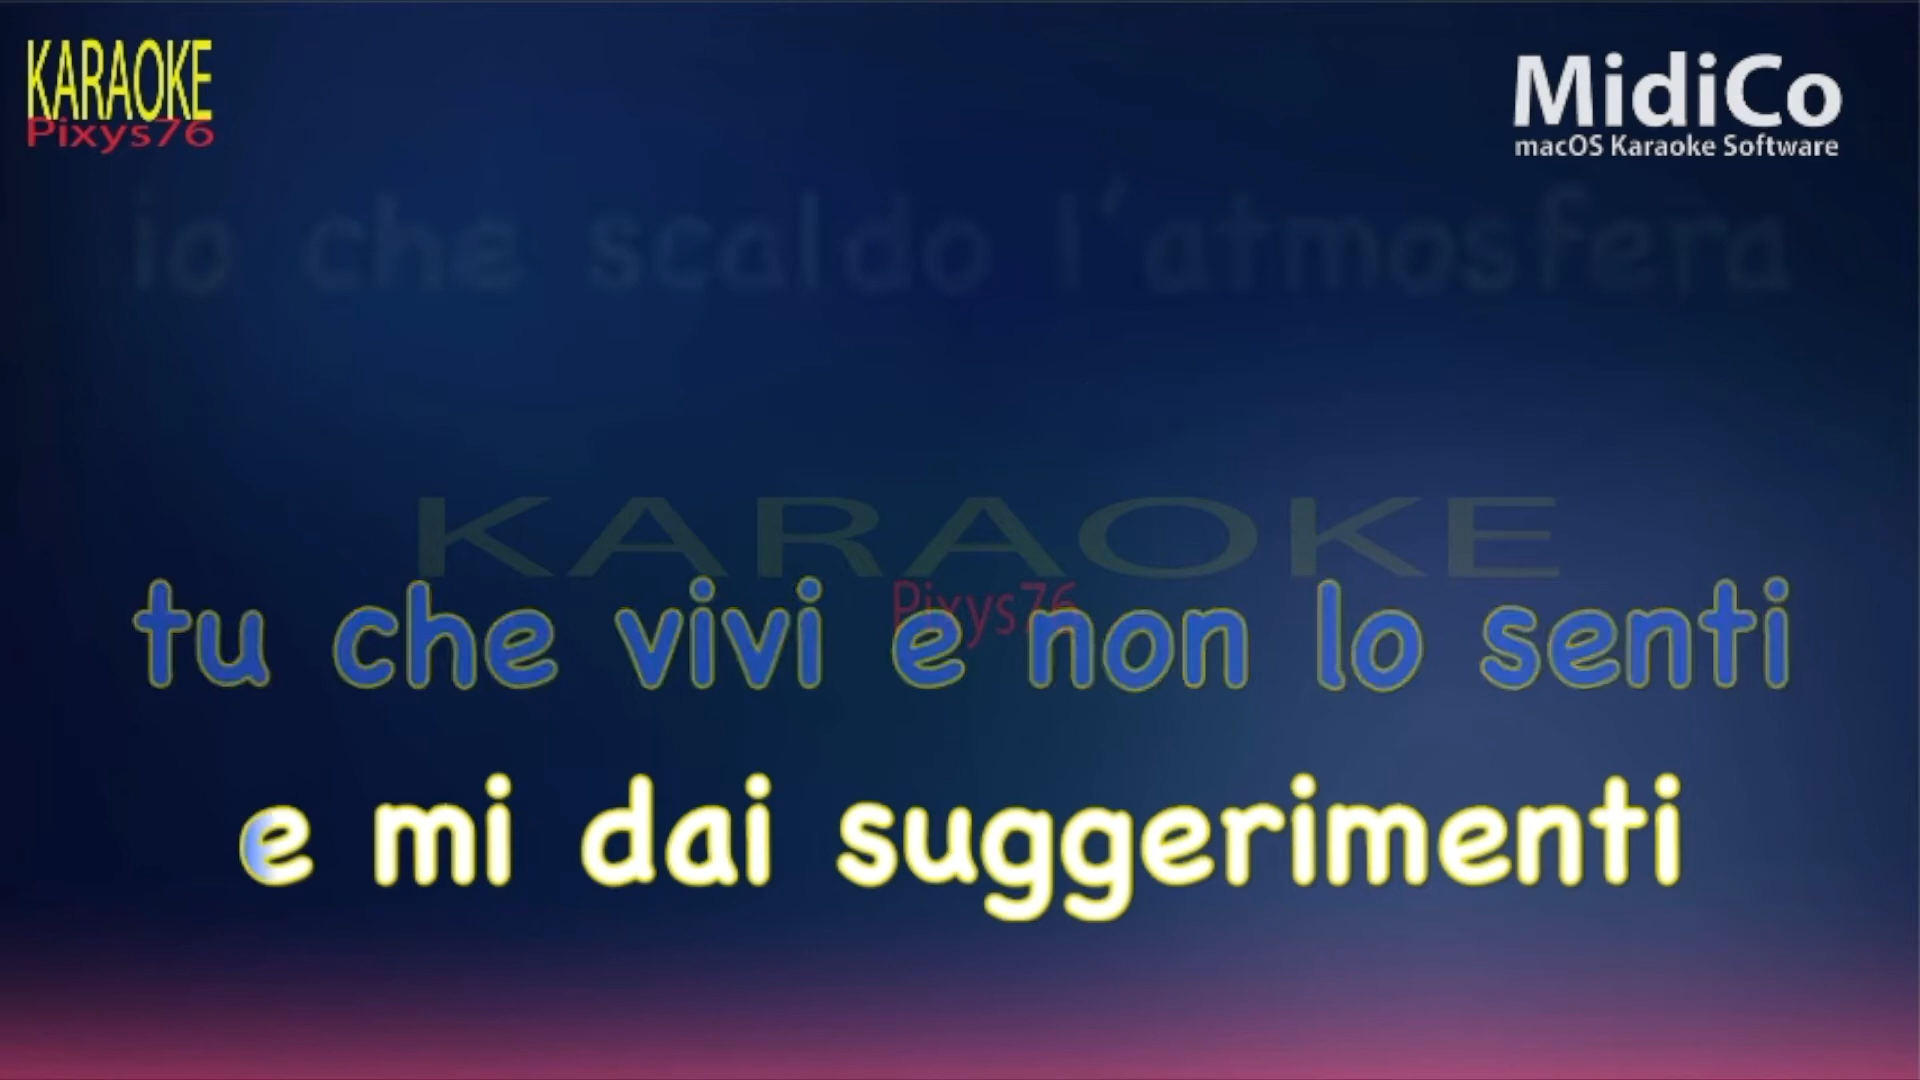 KARAOKE
Pixys76
MidiCo
macOS Karaoke Software
io che scaldo l'atmosfera
KARAOKE
Pixys76
tu che vivi e non lo senti
e mi dai suggerimenti